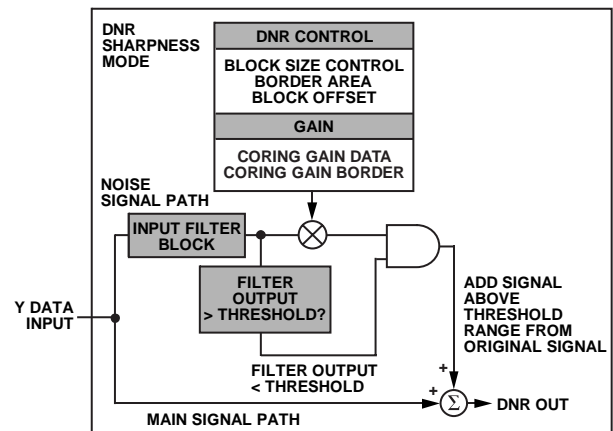 DNR
SHARPNESS
MODE
DNR CONTROL
BLOCK SIZE CONTROL
BORDER AREA
BLOCK OFFSET
GAIN
CORING GAIN DATA
CORING GAIN BORDER
NOISE
SIGNAL PATH
INPUT FILTER
BLOCK
FILTER
OUTPUT
> THRESHOLD?
Y DATA
INPUT
FILTER OUTPUT
< THRESHOLD
ADD SIGNAL
ABOVE
THRESHOLD
RANGE FROM
ORIGINAL SIGNAL
+
+
Σ
DNR OUT
MAIN SIGNAL PATH